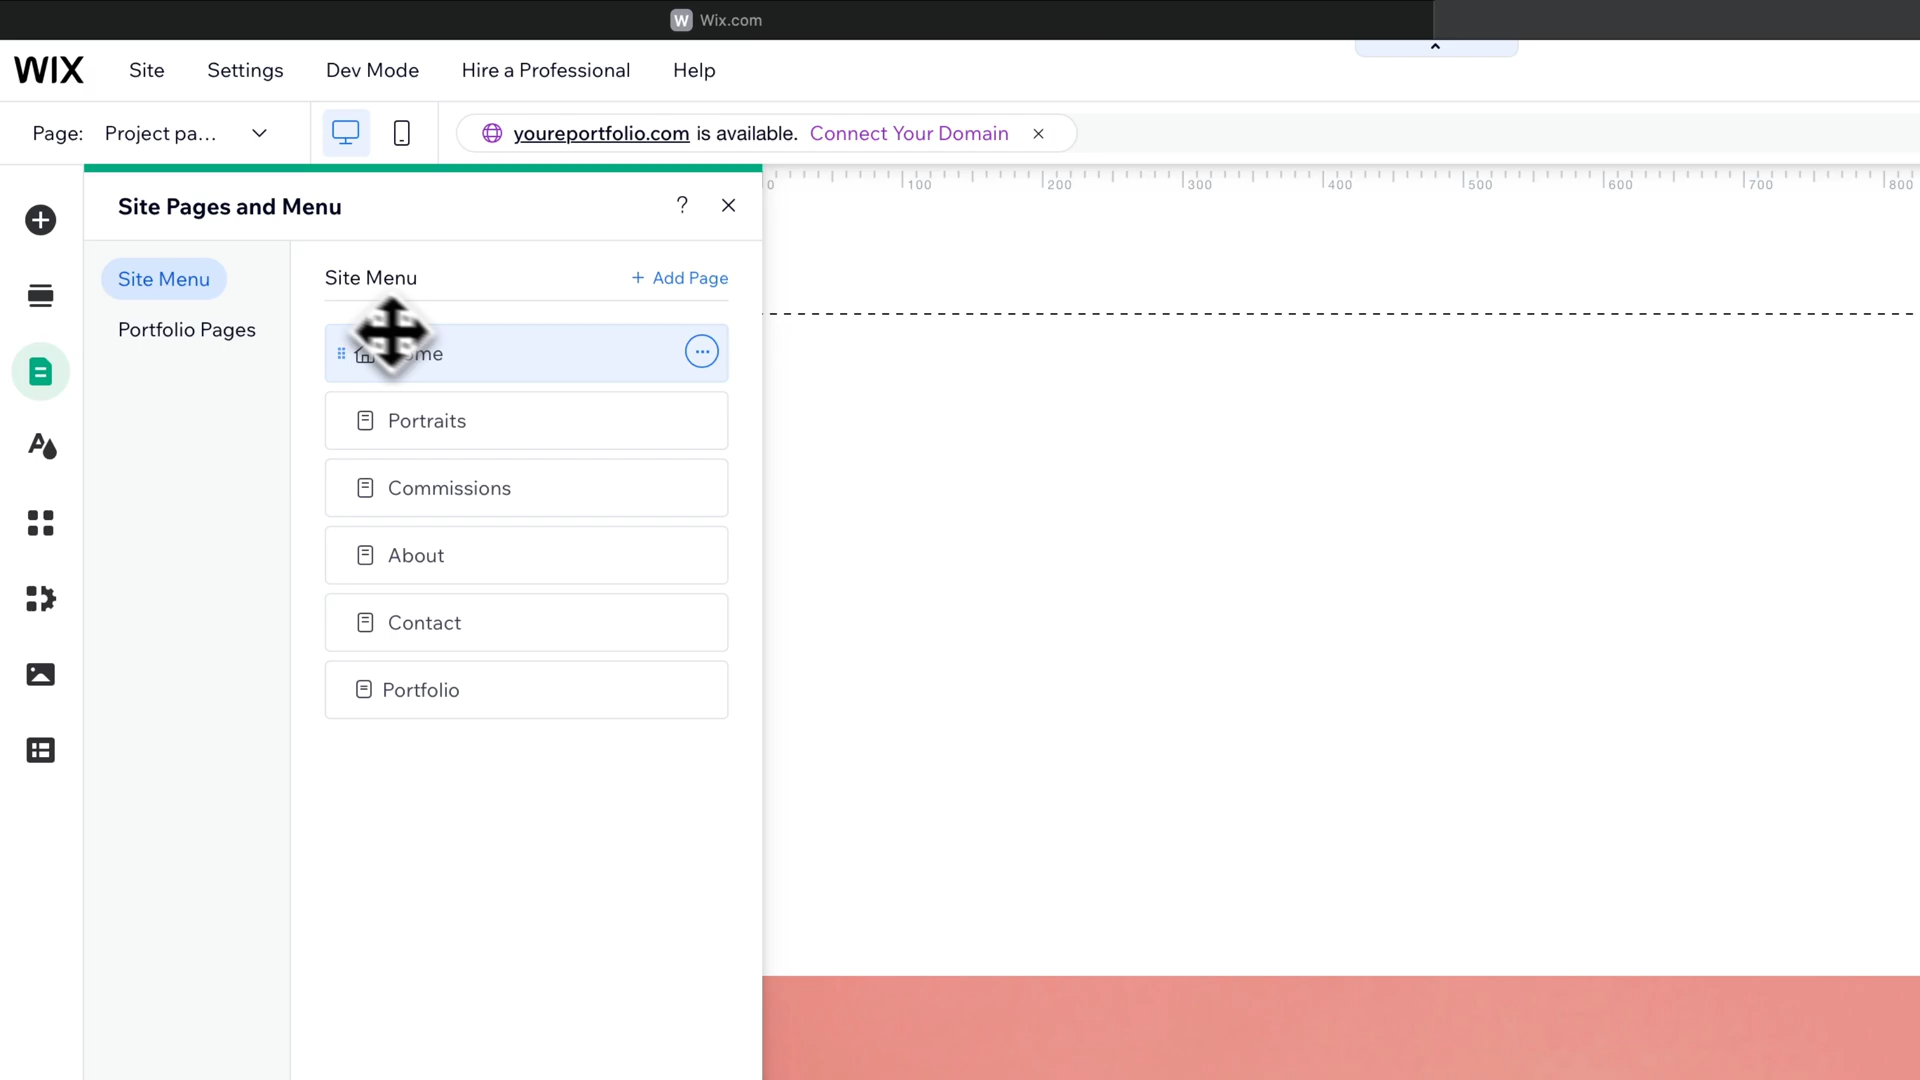 W Wix.com
WIX Site Settings Dev Mode Hire a Professional Help
Page: Project pa... youreportfolio.com is available. Connect Your Domain
0 100 200 300 400 500 600 700 800
Site Pages and Menu ?
Site Menu
Portfolio Pages
Site Menu + Add Page
Portraits
Commissions
About
Contact
Portfolio